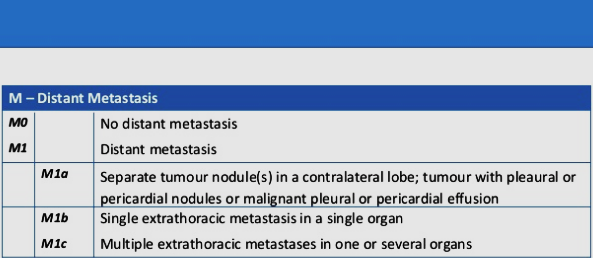 M – Distant Metastasis
M0 No distant metastasis
M1 Distant metastasis
M1a Separate tumour nodule(s) in a contralateral lobe; tumour with pleaural or
pericardial nodules or malignant pleural or pericardial effusion
M1b Single extrathoracic metastasis in a single organ
M1c Multiple extrathoracic metastases in one or several organs